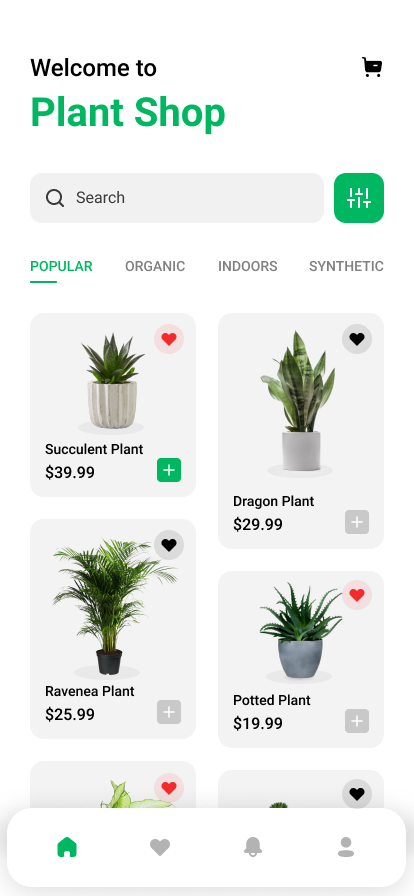 Welcome to
Plant Shop
Search
POPULAR
ORGANIC
INDOORS
SYNTHETIC
Succulent Plant
$39.99
Dragon Plant
$29.99
Ravenea Plant
$25.99
Potted Plant
$19.99